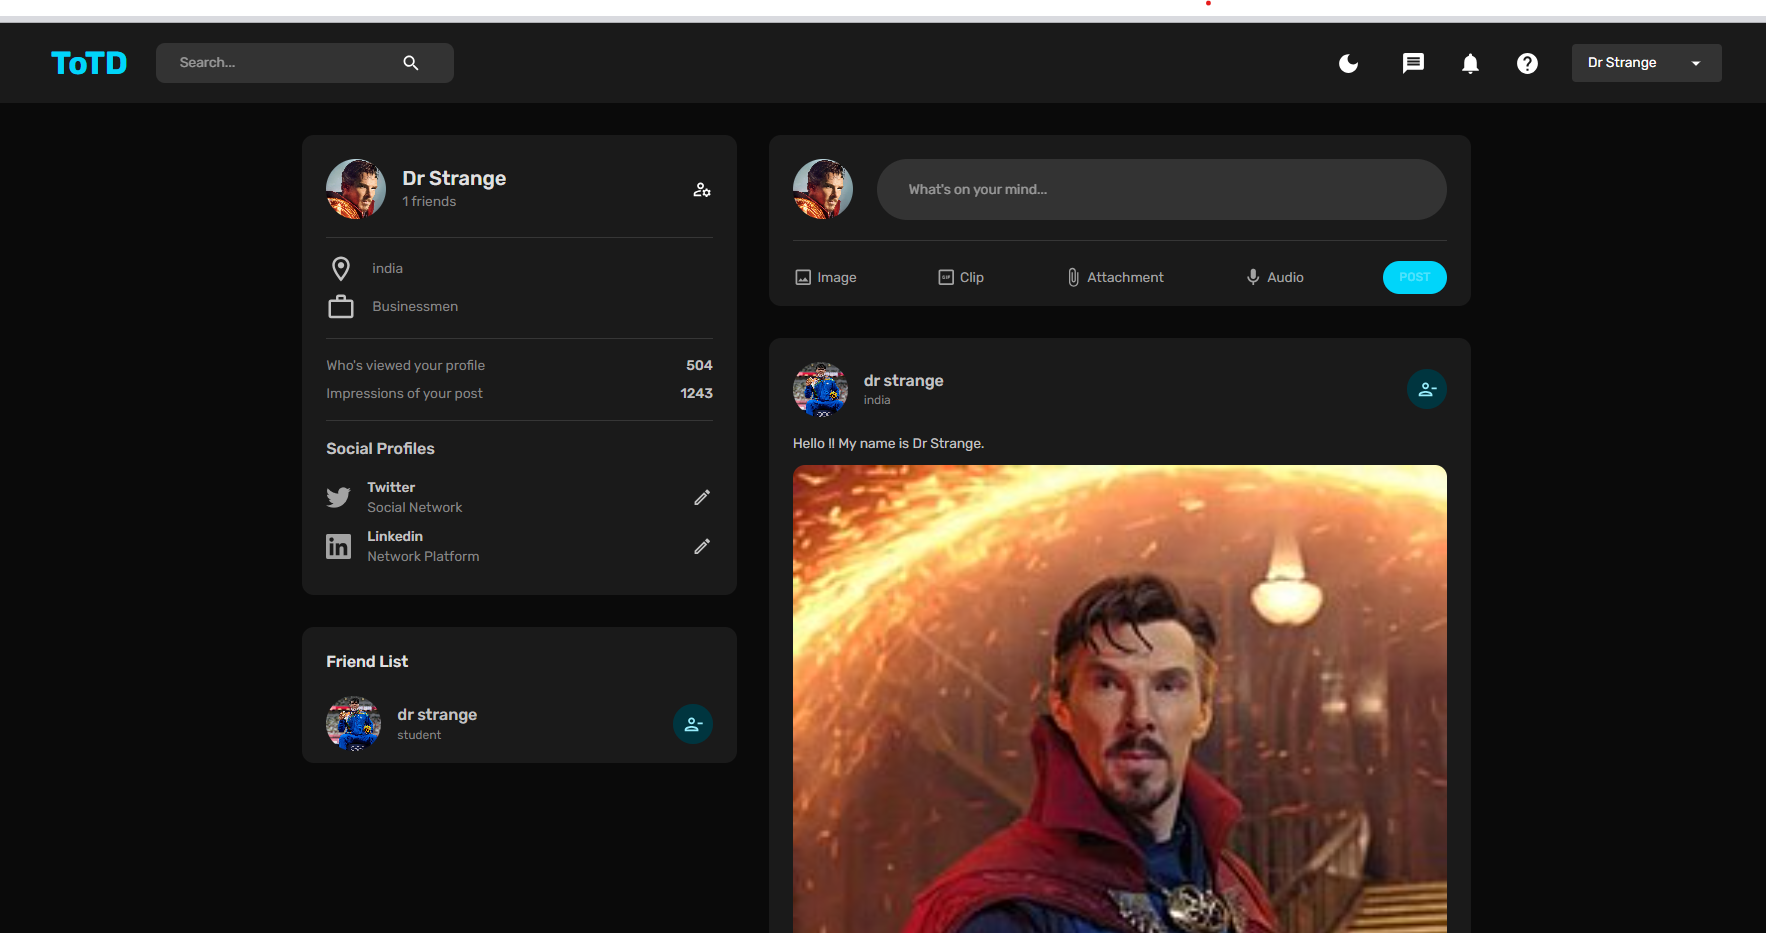 ToTD
Search...
Dr Strange
Dr Strange
1 friends
india
Businessmen
Who's viewed your profile 504
Impressions of your post 1243
Social Profiles
Twitter
Social Network
Linkedin
Network Platform
Friend List
dr strange
student
What's on your mind...
Image Clip Attachment Audio POST
dr strange
india
Hello !! My name is Dr Strange.